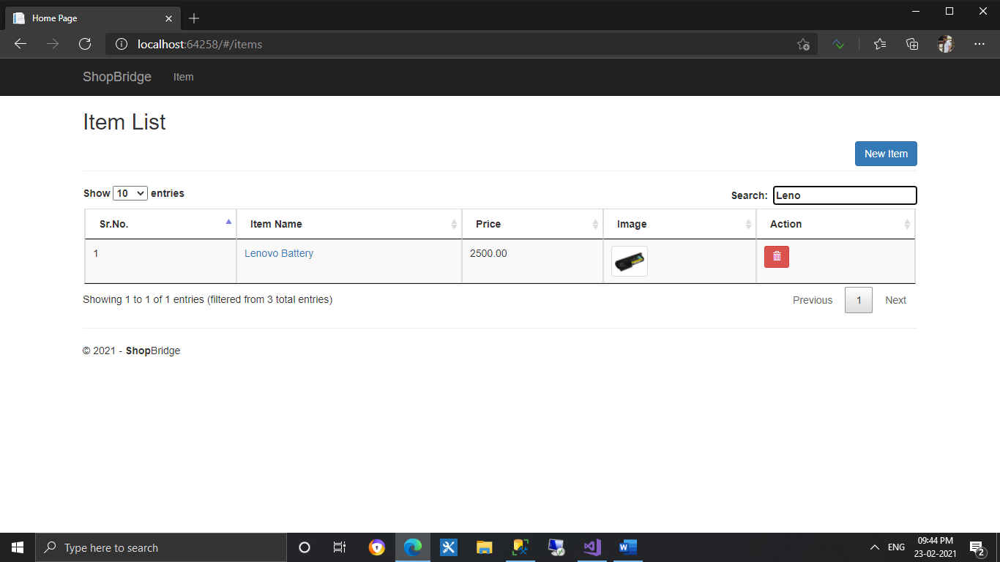 Home Page
localhost:64258/#/items
ShopBridge Item
Item List
New Item
Show 10 entries Search: Leno
Sr.No. Item Name Price Image Action
1 Lenovo Battery 2500.00
Showing 1 to 1 of 1 entries (filtered from 3 total entries) Previous 1 Next
© 2021 - ShopBridge
Type here to search ENG 09:44 PM
23-02-2021 2